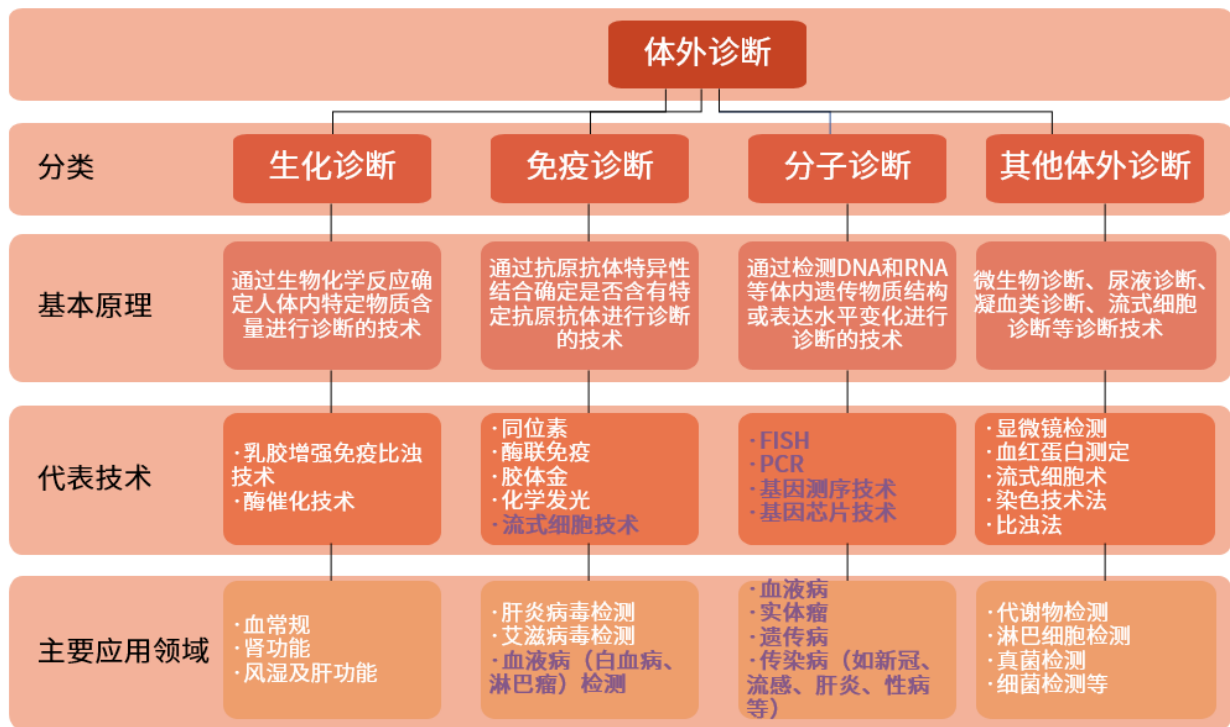 体外诊断
分类
生化诊断
免疫诊断
分子诊断
其他体外诊断
基本原理
通过生物化学反应确
定人体内特定物质含
量进行诊断的技术
通过抗原抗体特异性
结合确定是否含有特
定抗原抗体进行诊断
的技术
通过检测DNA和RNA
等体内遗传物质结构
或表达水平变化进行
诊断的技术
微生物诊断、尿液诊断、
凝血类诊断、流式细胞
诊断等诊断技术
代表技术
·乳胶增强免疫比浊
技术
·酶催化技术
·同位素
·酶联免疫
·胶体金
·化学发光
·流式细胞技术
·FISH
·PCR
·基因测序技术
·基因芯片技术
·显微镜检测
·血红蛋白测定
·流式细胞术
·染色技术法
·比浊法
主要应用领域
·血常规
·肾功能
·风湿及肝功能
·肝炎病毒检测
·艾滋病毒检测
·血液病（白血病、
淋巴瘤）检测
·血液病
·实体瘤
·遗传病
·传染病（如新冠、
流感、肝炎、性病
等）
·代谢物检测
·淋巴细胞检测
·真菌检测
·细菌检测等